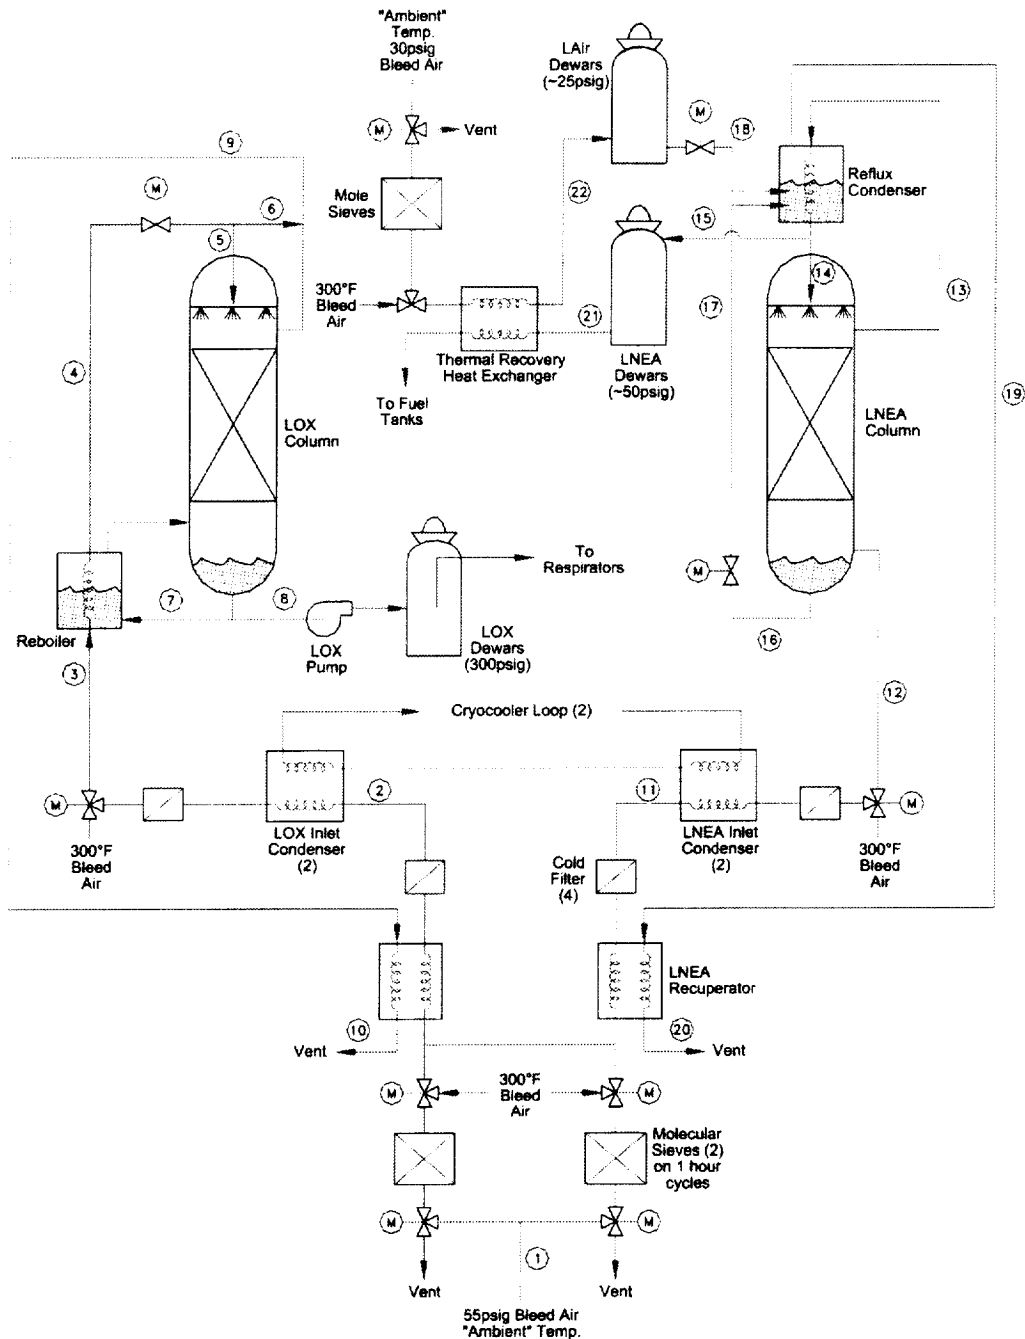 "Ambient"
Temp.
30psig
Bleed Air
LAir
Dewars
(~25psig)
M
Vent
M
18
9
M
Mole
Sieves
22
Reflux
Condenser
6
5
15
14
300°F
Bleed
Air
21
17
13
Thermal Recovery
Heat Exchanger
LNEA
Dewars
(~50psig)
4
To Fuel
Tanks
19
LOX
Column
LNEA
Column
To
Respirators
M
7
8
Reboiler
LOX
Pump
LOX
Dewars
(300psig)
16
3
12
Cryocooler Loop (2)
2
11
M
M
LOX Inlet
Condenser
(2)
LNEA Inlet
Condenser
(2)
300°F
Bleed
Air
Cold
Filter
(4)
300°F
Bleed
Air
LNEA
Recuperator
10
20
Vent
Vent
M
300°F
Bleed
Air
M
Molecular
Sieves (2)
on 1 hour
cycles
M
M
1
Vent
Vent
55psig Bleed Air
"Ambient" Temp.